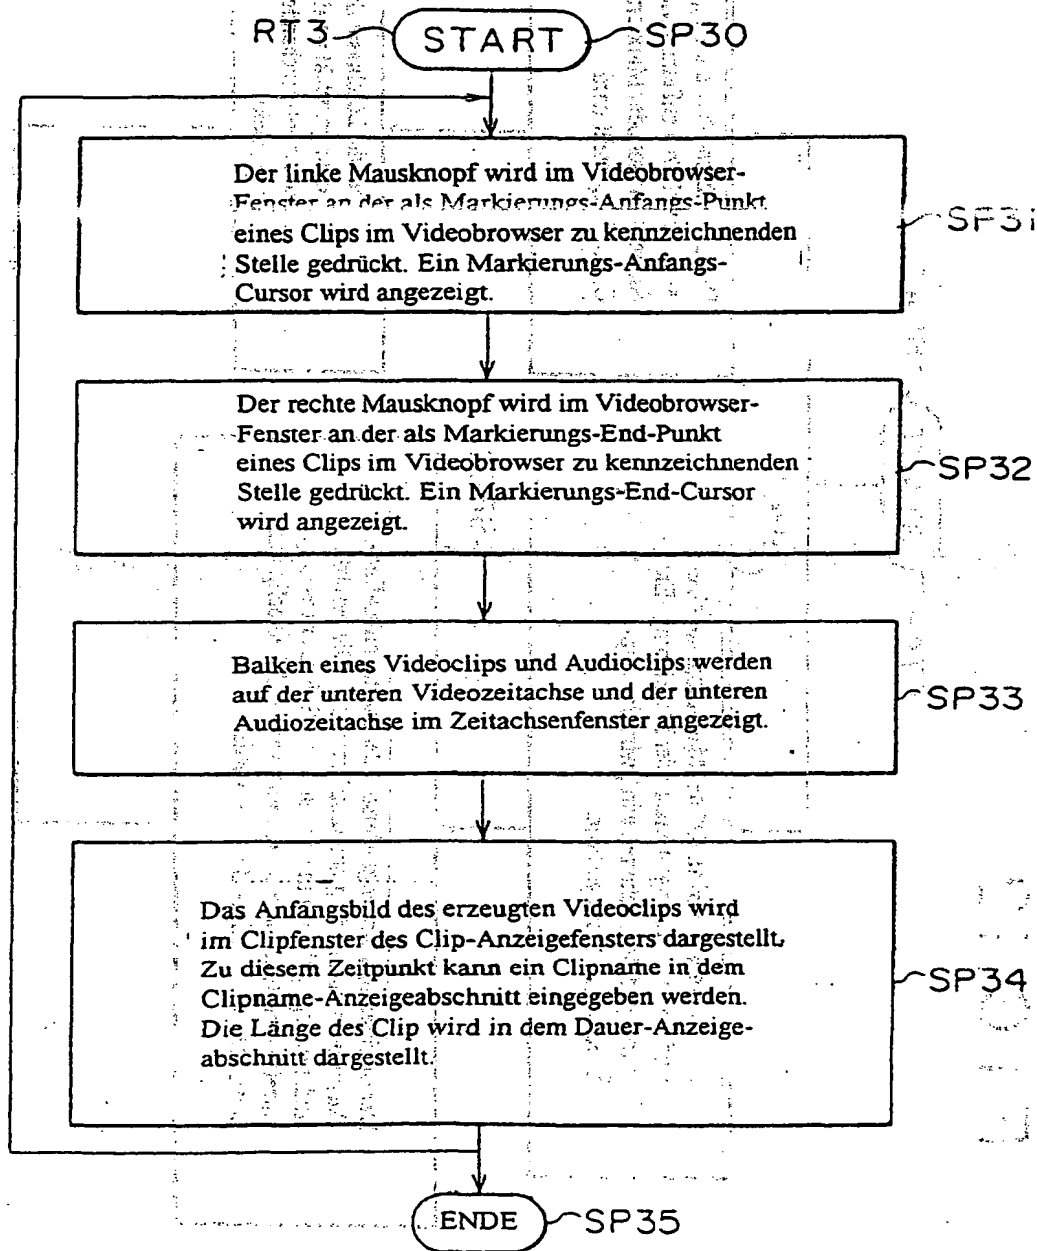 RT3 START SP30
Der linke Mausknopf wird im Videobrowser-
Fenster an der als Markierungs-Anfangs-Punkt
eines Clips im Videobrowser zu kennzeichnenden
Stelle gedrückt. Ein Markierungs-Anfangs-
Cursor wird angezeigt.
SP31
Der rechte Mausknopf wird im Videobrowser-
Fenster an der als Markierungs-End-Punkt
eines Clips im Videobrowser zu kennzeichnenden
Stelle gedrückt. Ein Markierungs-End-Cursor
wird angezeigt.
SP32
Balken eines Videoclips und Audioclips werden
auf der unteren Videozeitachse und der unteren
Audiozeitachse im Zeitachsenfenster angezeigt.
SP33
Das Anfangsbild des erzeugten Videoclips wird
im Clipfenster des Clip-Anzeigefensters dargestellt.
Zu diesem Zeitpunkt kann ein Clipname in dem
Clipname-Anzeigeabschnitt eingegeben werden.
Die Länge des Clip wird in dem Dauer-Anzeige-
abschnitt dargestellt.
SP34
ENDE SP35